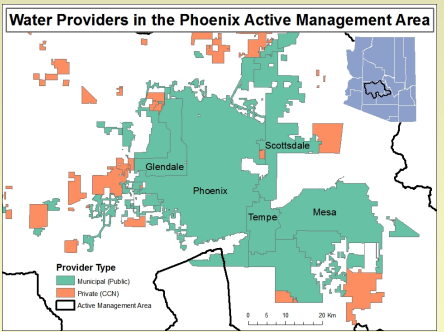 Water Providers in the Phoenix Active Management Area
Scottsdale
Glendale
Phoenix
Mesa
Tempe
Provider Type
Municipal (Public)
Private (CCN)
Active Management Area
0 5 10 20 Km